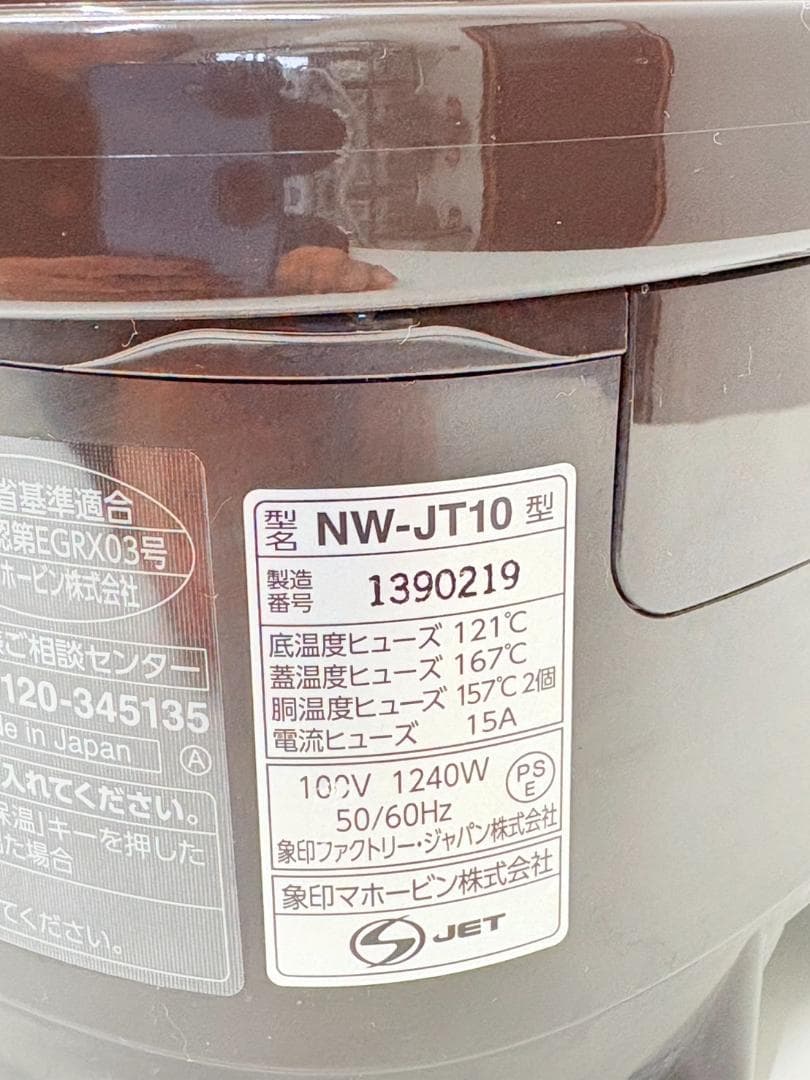 省基準適合
認第EGRX03号
ホービン株式会社
ご相談センター
120-345135
in Japan
A
入れてください。
保温」キーを押した
た場合
てください。
型名 NW-JT10 型
製造番号 1390219
底温度ヒューズ 121℃
蓋温度ヒューズ 167℃
胴温度ヒューズ 157℃ 2個
電流ヒューズ 15A
100V 1240W
PSE
50/60Hz
象印ファクトリー・ジャパン株式会社
象印マホービン株式会社
JET